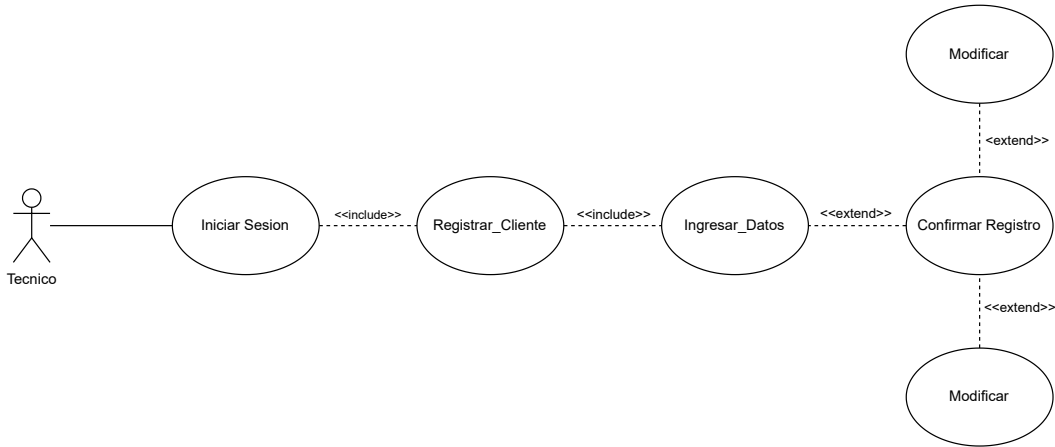 Modificar
<extend>>
Iniciar Sesion
<<include>>
Registrar_Cliente
<<include>>
Ingresar_Datos
<<extend>>
Confirmar Registro
Tecnico
<<extend>>
Modificar